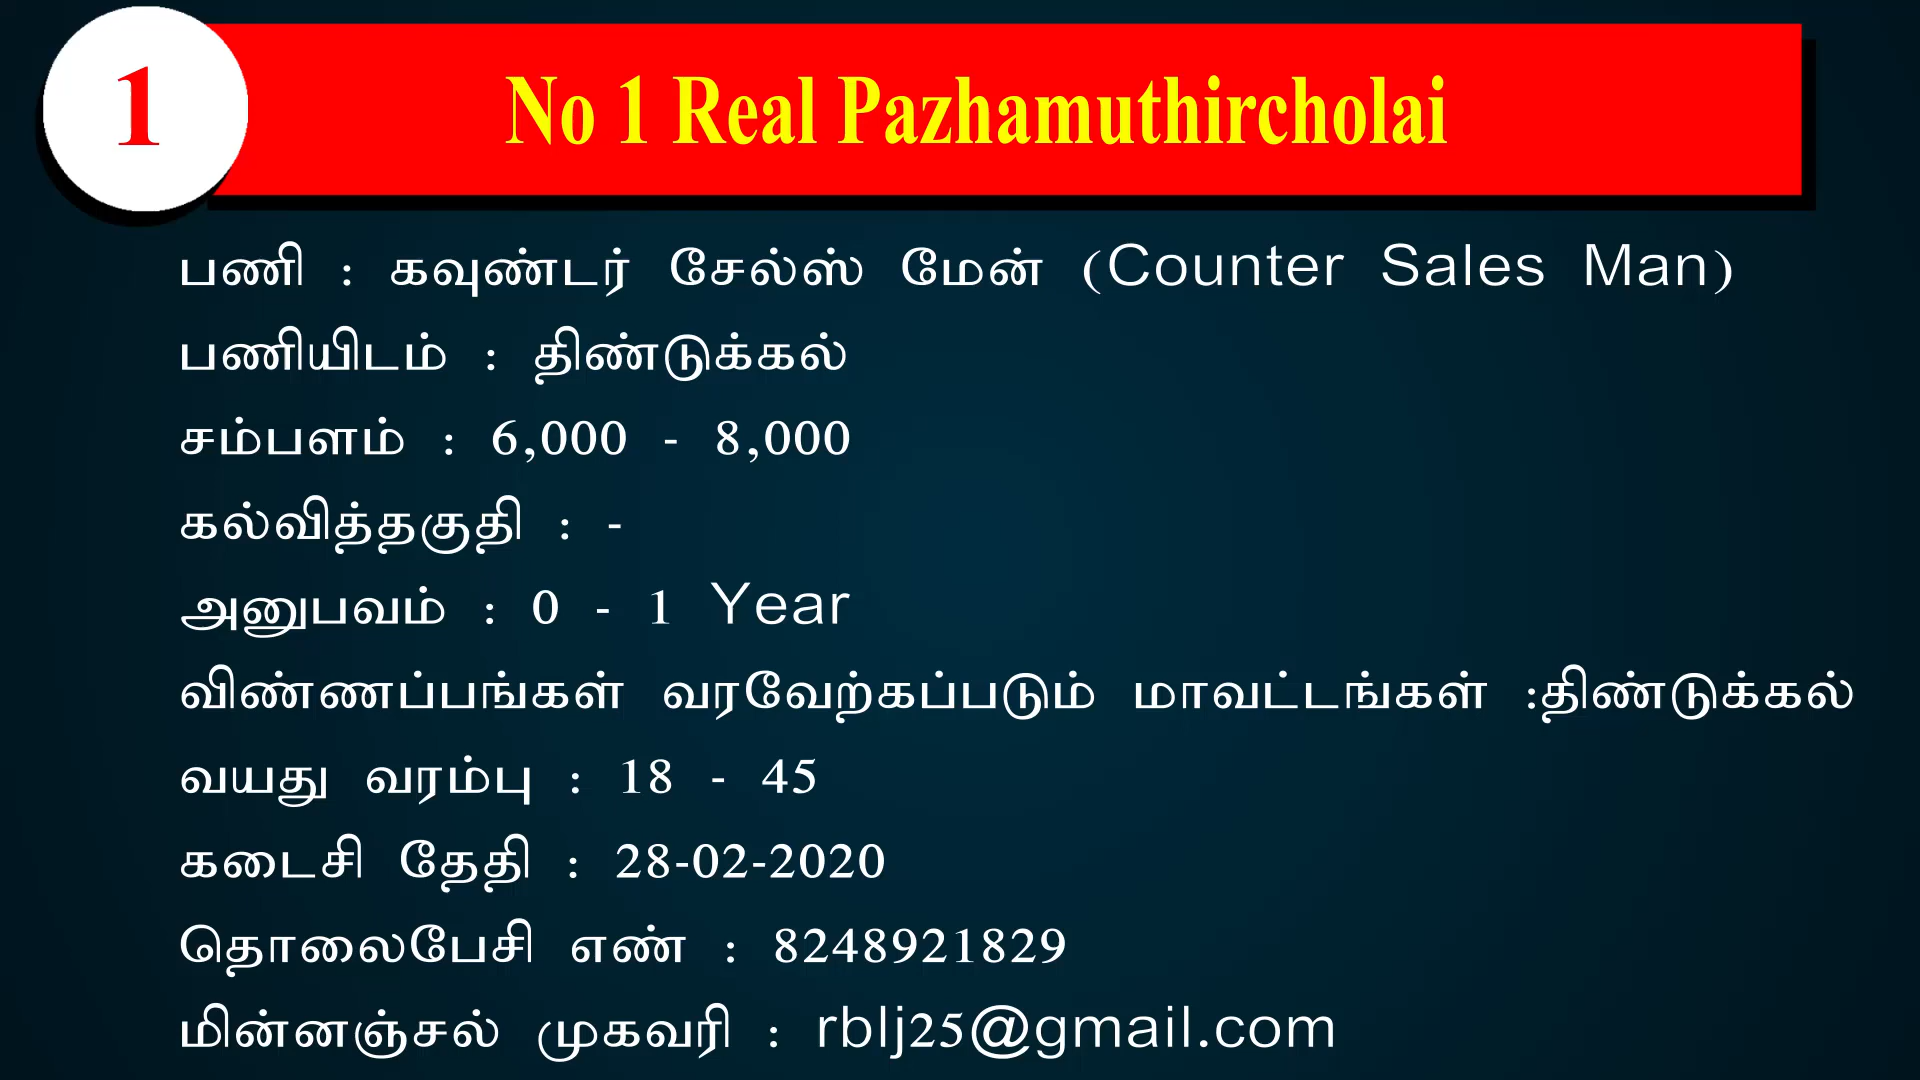 1
No 1 Real Pazhamuthircholai
பணி : கவுண்டர் சேல்ஸ் மேன் (Counter Sales Man)
பணியிடம் : திண்டுக்கல்
சம்பளம் : 6,000 - 8,000
கல்வித்தகுதி : -
அனுபவம் : 0 - 1 Year
விண்ணப்பங்கள் வரவேற்கப்படும் மாவட்டங்கள் :திண்டுக்கல்
வயது வரம்பு : 18 - 45
கடைசி தேதி : 28-02-2020
தொலைபேசி எண் : 8248921829
மின்னஞ்சல் முகவரி : rblj25@gmail.com